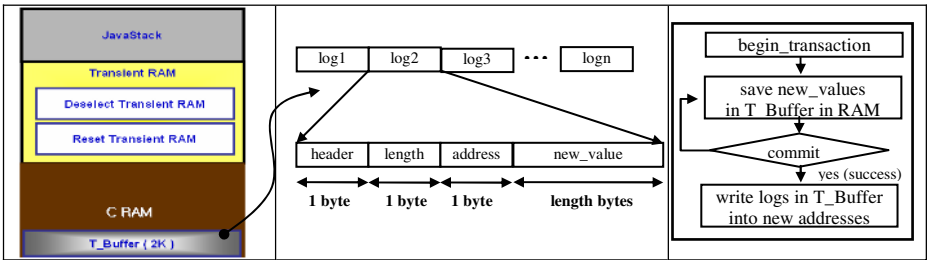 JavaStack
Transient RAM
Deselect Transient RAM
Reset Transient RAM
C RAM
T_Buffer ( 2K )
log1 log2 log3 ••• logn
header length address new_value
1 byte 1 byte 1 byte length bytes
begin_transaction
save new_values
in T_Buffer in RAM
commit
yes (success)
write logs in T_Buffer
into new addresses